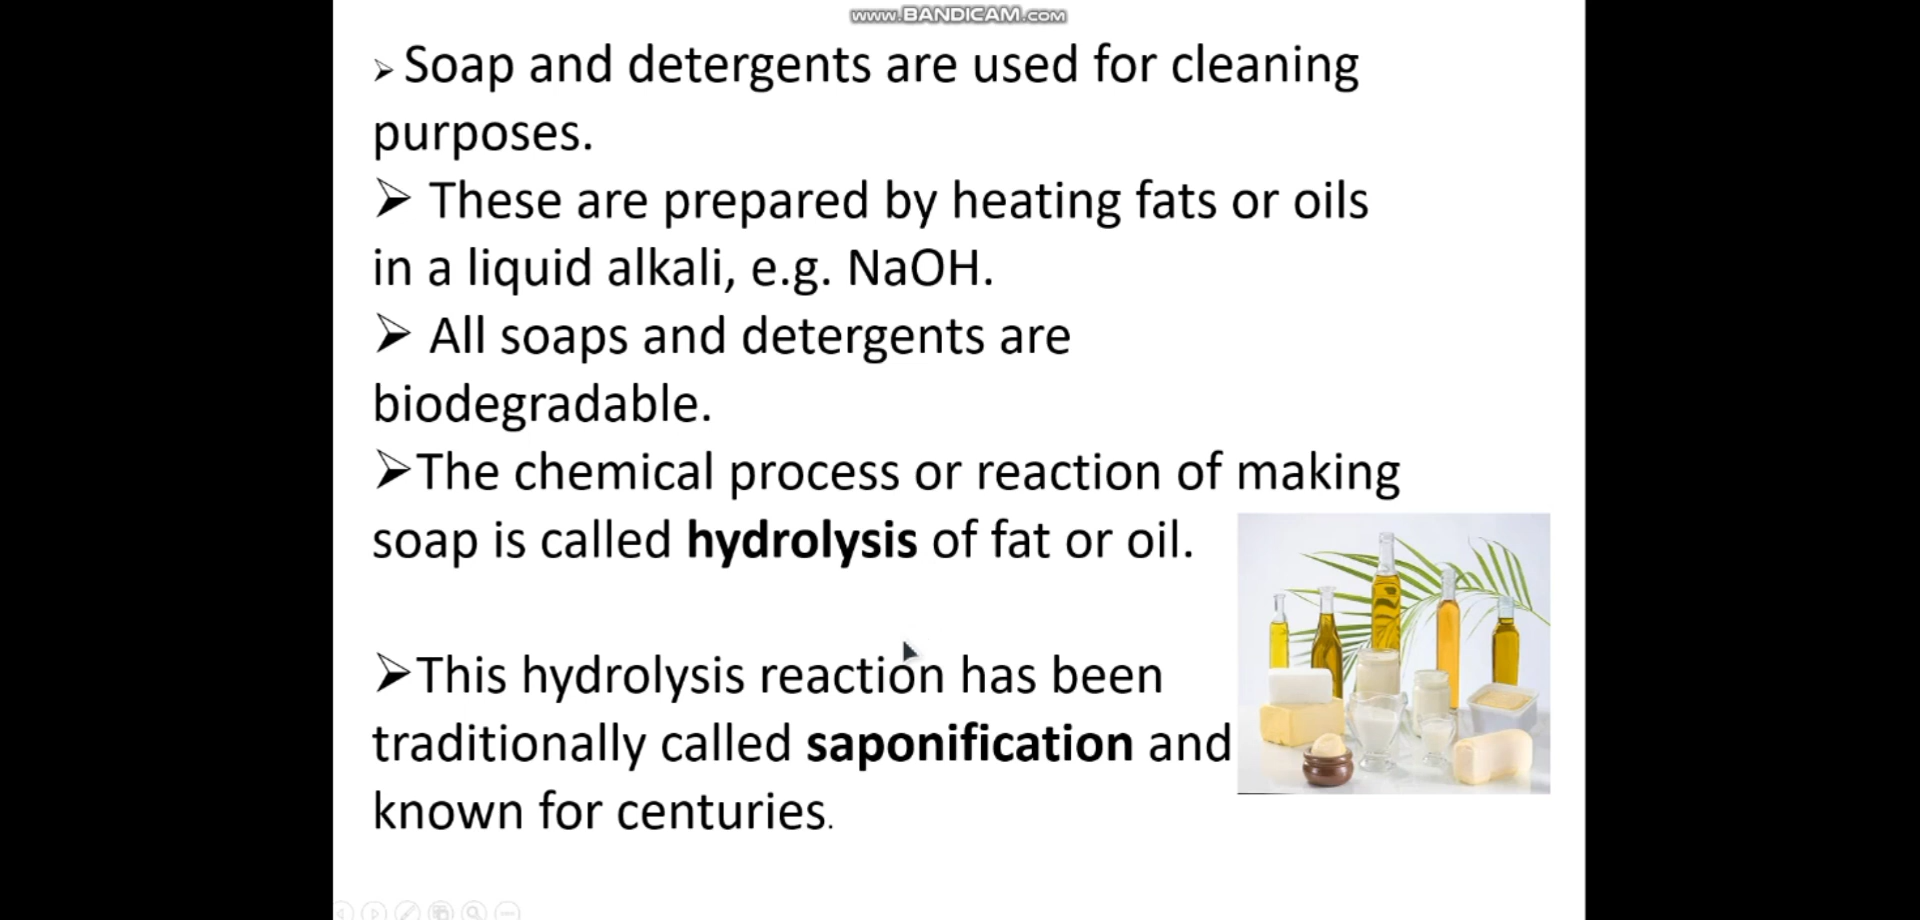 www.BANDICAM.com
➢ Soap and detergents are used for cleaning
purposes.
➢ These are prepared by heating fats or oils
in a liquid alkali, e.g. NaOH.
➢ All soaps and detergents are
biodegradable.
➢The chemical process or reaction of making
soap is called hydrolysis of fat or oil.
➢This hydrolysis reaction has been
traditionally called saponification and
known for centuries.